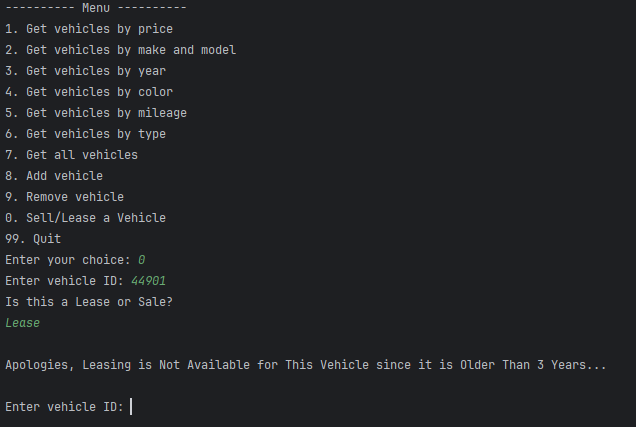 ---------- Menu ----------
1. Get vehicles by price
2. Get vehicles by make and model
3. Get vehicles by year
4. Get vehicles by color
5. Get vehicles by mileage
6. Get vehicles by type
7. Get all vehicles
8. Add vehicle
9. Remove vehicle
0. Sell/Lease a Vehicle
99. Quit
Enter your choice: 0
Enter vehicle ID: 44901
Is this a Lease or Sale?
Lease
Apologies, Leasing is Not Available for This Vehicle since it is Older Than 3 Years...
Enter vehicle ID: